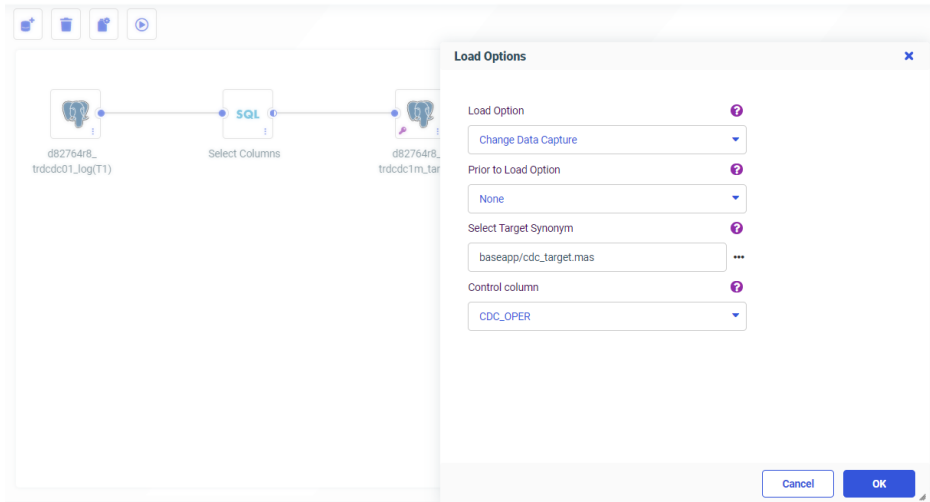 Load Options
Load Option
Change Data Capture
Prior to Load Option
None
Select Target Synonym
baseapp/cdc_target.mas
Control column
CDC_OPER
Cancel
OK
SQL
d82764r8_
trdcdc01_log(T1)
Select Columns
d82764r8_
trdcdc1m_tar